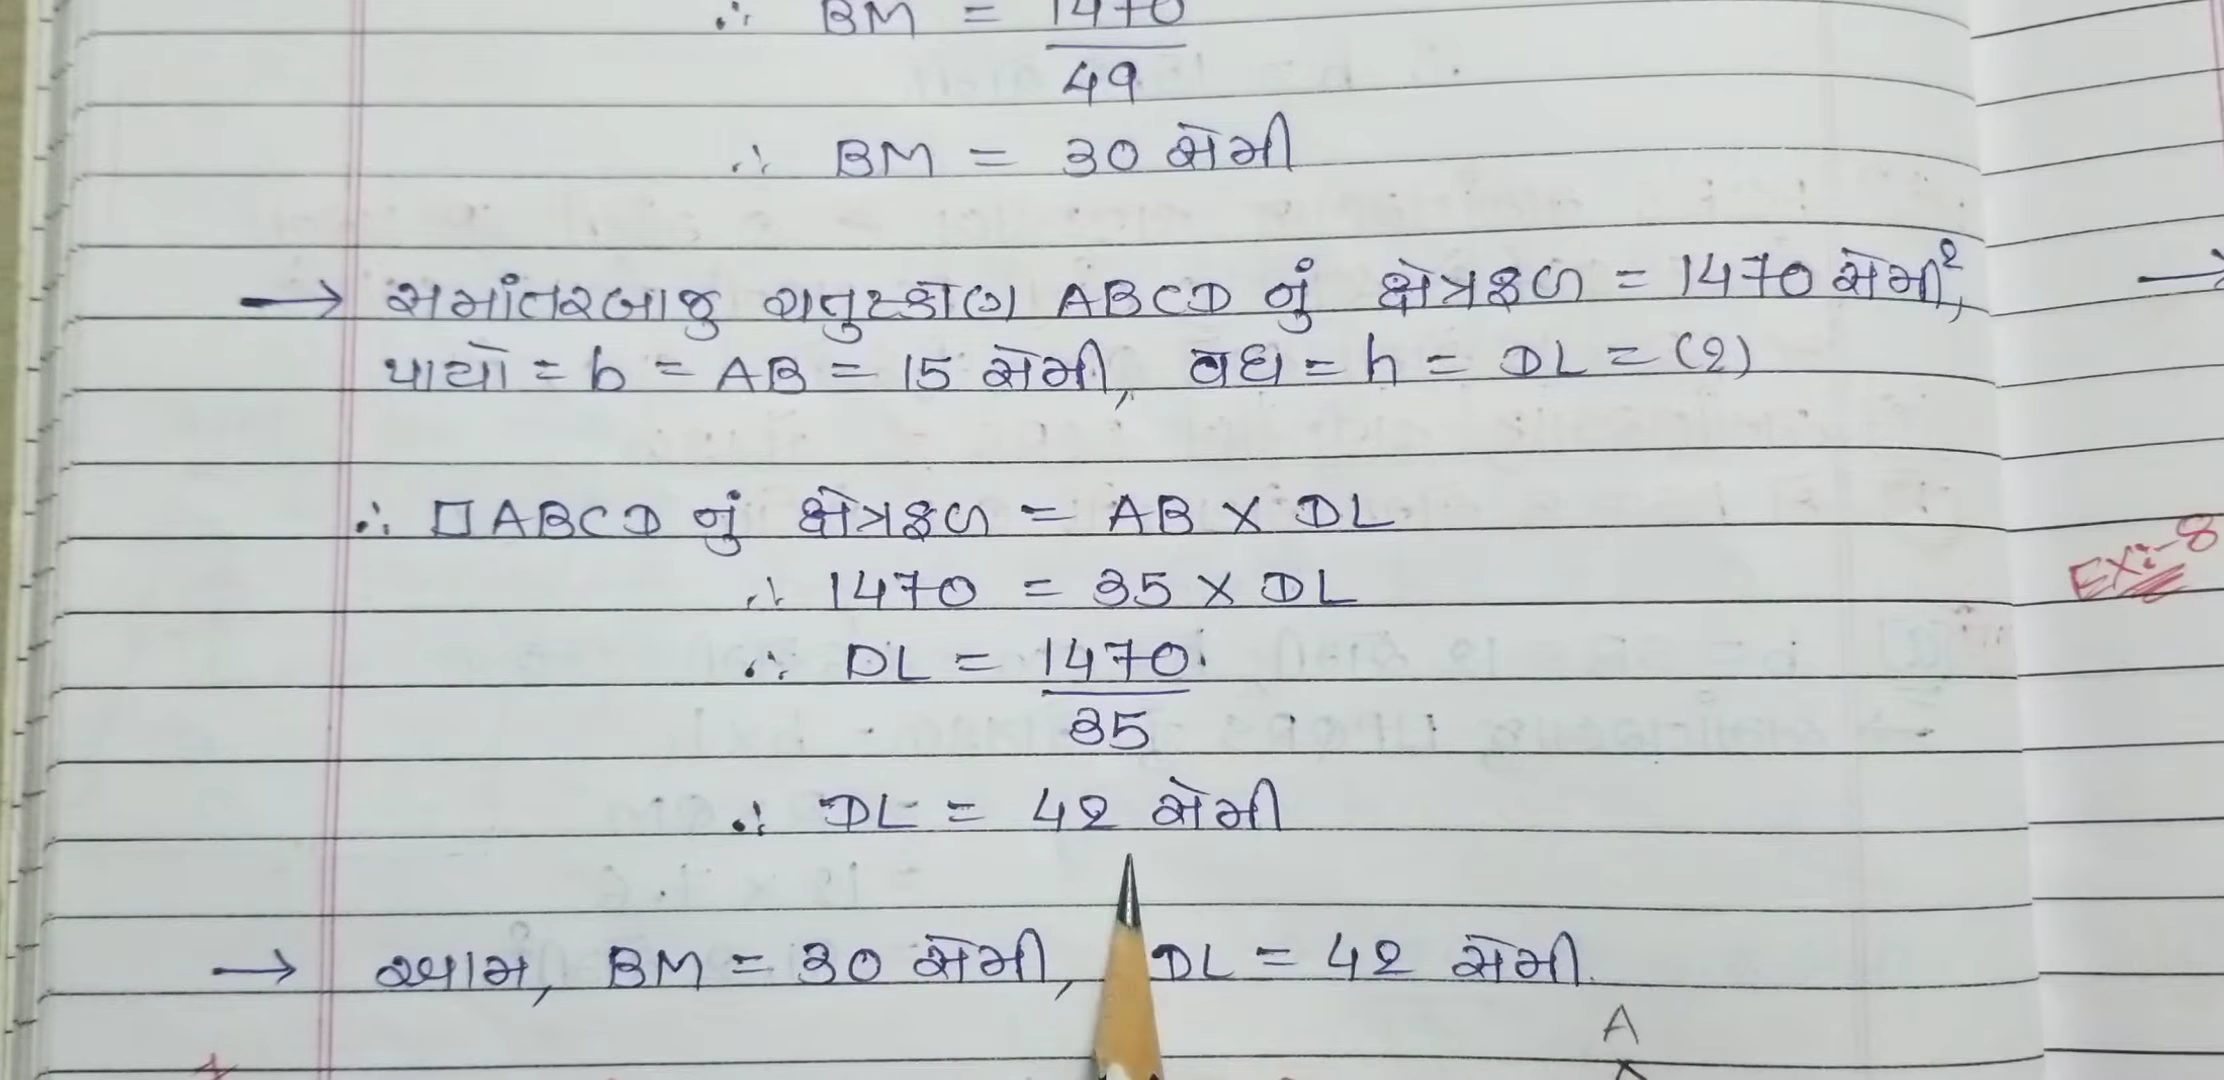 ∴ BM = 1470
49
∴ BM = 30 સેમી
→ સમાંતરબાજુ ચતુષ્કોણ ABCD નું ક્ષેત્રફળ = 1470 સેમી²,
પાયો = b = AB = 15 સેમી, વેધ = h = DL = (?)
∴ □ABCD નું ક્ષેત્રફળ = AB × DL
∴ 1470 = 35 × DL
∴ DL = 1470
35
∴ DL = 42 સેમી
→ આમ, BM = 30 સેમી, DL = 42 સેમી.
A
→
Ex:-8